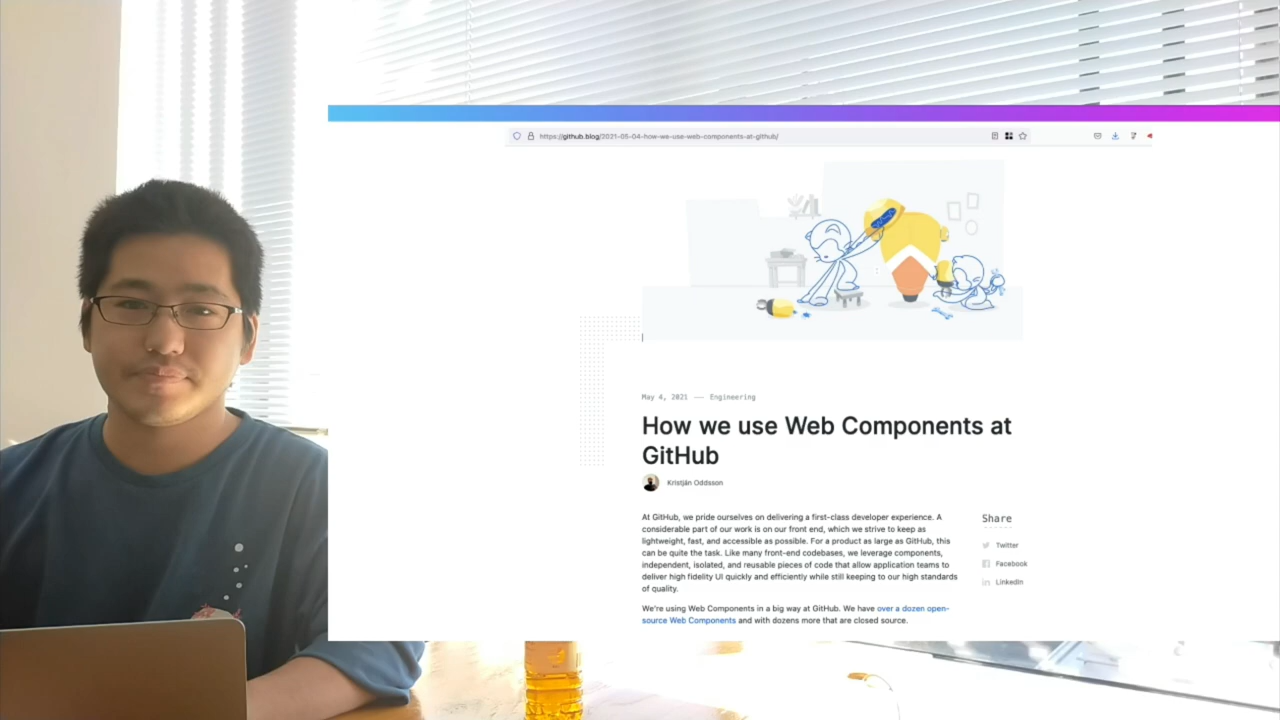 https://github.blog/2021-05-04-how-we-use-web-components-at-github/
May 4, 2021 — Engineering
How we use Web Components at
GitHub
Kristján Oddsson
At GitHub, we pride ourselves on delivering a first-class developer experience. A
considerable part of our work is on our front end, which we strive to keep as
lightweight, fast, and accessible as possible. For a product as large as GitHub, this
can be quite the task. Like many front-end codebases, we leverage components,
independent, isolated, and reusable pieces of code that allow application teams to
deliver high fidelity UI quickly and efficiently while still keeping to our high standards
of quality.
We're using Web Components in a big way at GitHub. We have over a dozen open-
source Web Components and with dozens more that are closed source.
Share
Twitter
Facebook
LinkedIn